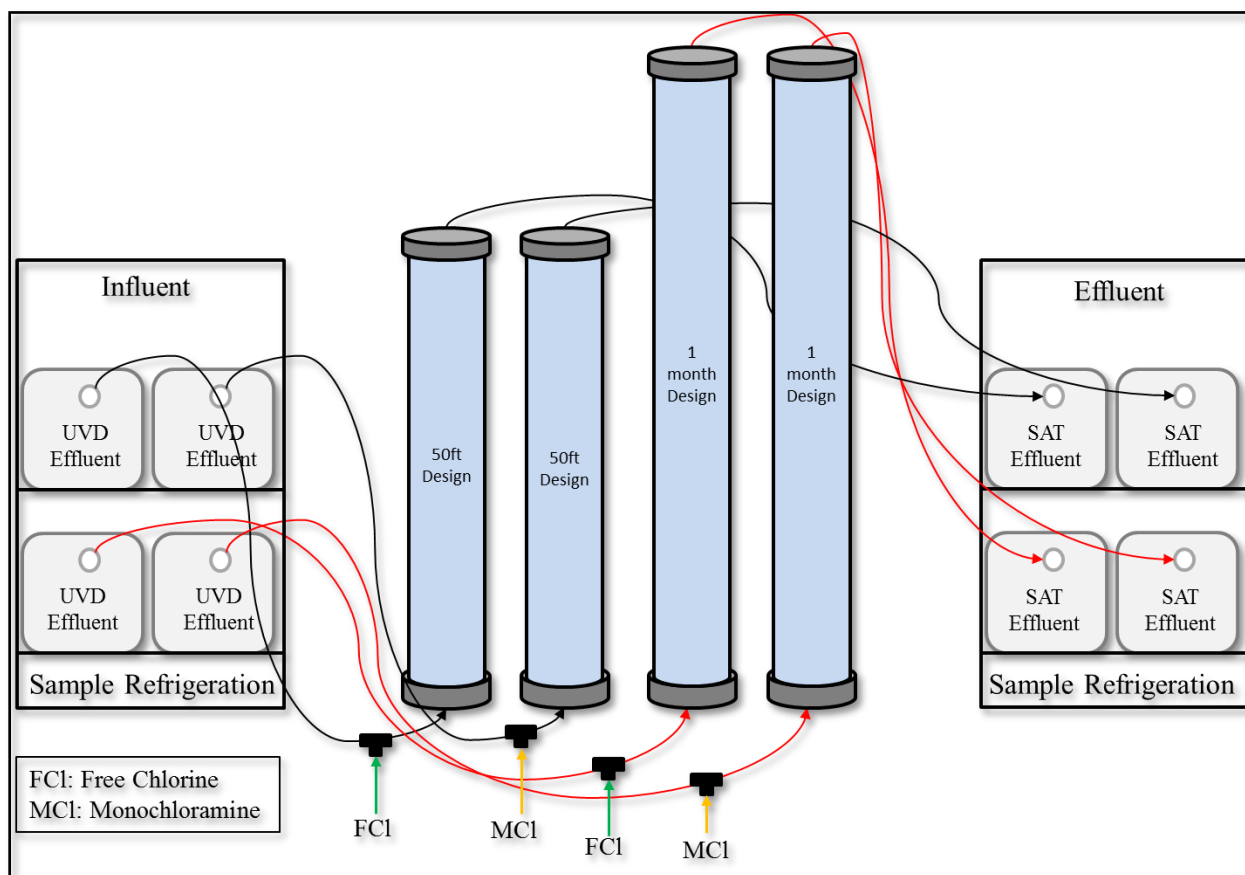 Influent
UVD
Effluent
UVD
Effluent
UVD
Effluent
UVD
Effluent
Sample Refrigeration
FCl: Free Chlorine
MCl: Monochloramine
50ft
Design
50ft
Design
1
month
Design
1
month
Design
FCl
MCl
FCl
MCl
Effluent
SAT
Effluent
SAT
Effluent
SAT
Effluent
SAT
Effluent
Sample Refrigeration